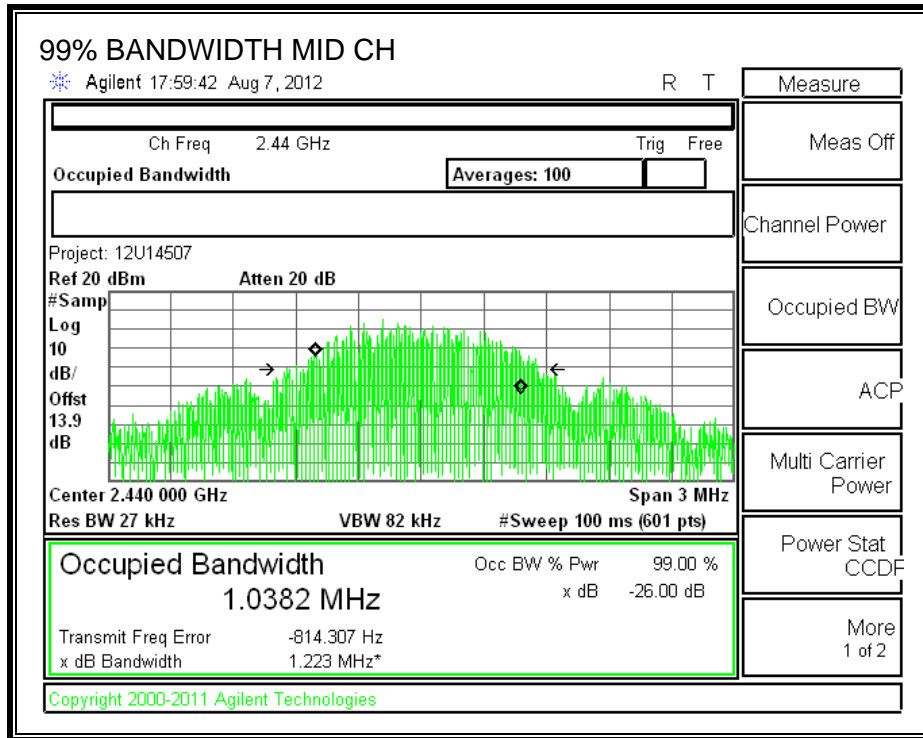 99% BANDWIDTH MID CH
Agilent 17:59:42 Aug 7, 2012 R T
Measure
Ch Freq 2.44 GHz Trig Free
Occupied Bandwidth Averages: 100
Project: 12U14507
Ref 20 dBm Atten 20 dB
#Samp
Log
10
dB/
Offst
13.9
dB
Center 2.440 000 GHz Span 3 MHz
Res BW 27 kHz VBW 82 kHz #Sweep 100 ms (601 pts)
Occupied Bandwidth Occ BW % Pwr 99.00 %
1.0382 MHz x dB -26.00 dB
Transmit Freq Error -814.307 Hz
x dB Bandwidth 1.223 MHz*
Copyright 2000-2011 Agilent Technologies
Meas Off
Channel Power
Occupied BW
ACP
Multi Carrier
Power
Power Stat
CCDF
More
1 of 2